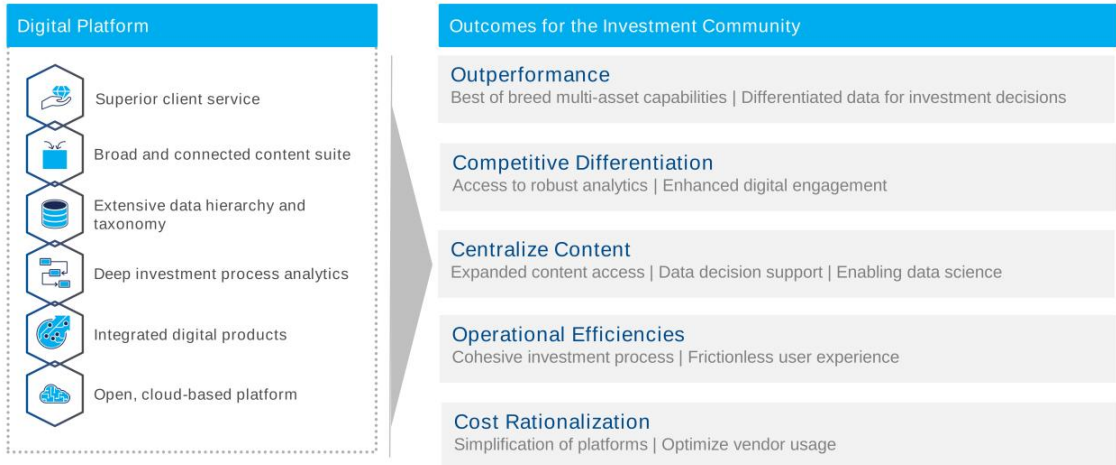 Digital Platform
Superior client service
Broad and connected content suite
Extensive data hierarchy and
taxonomy
Deep investment process analytics
Integrated digital products
Open, cloud-based platform
Outcomes for the Investment Community
Outperformance
Best of breed multi-asset capabilities | Differentiated data for investment decisions
Competitive Differentiation
Access to robust analytics | Enhanced digital engagement
Centralize Content
Expanded content access | Data decision support | Enabling data science
Operational Efficiencies
Cohesive investment process | Frictionless user experience
Cost Rationalization
Simplification of platforms | Optimize vendor usage